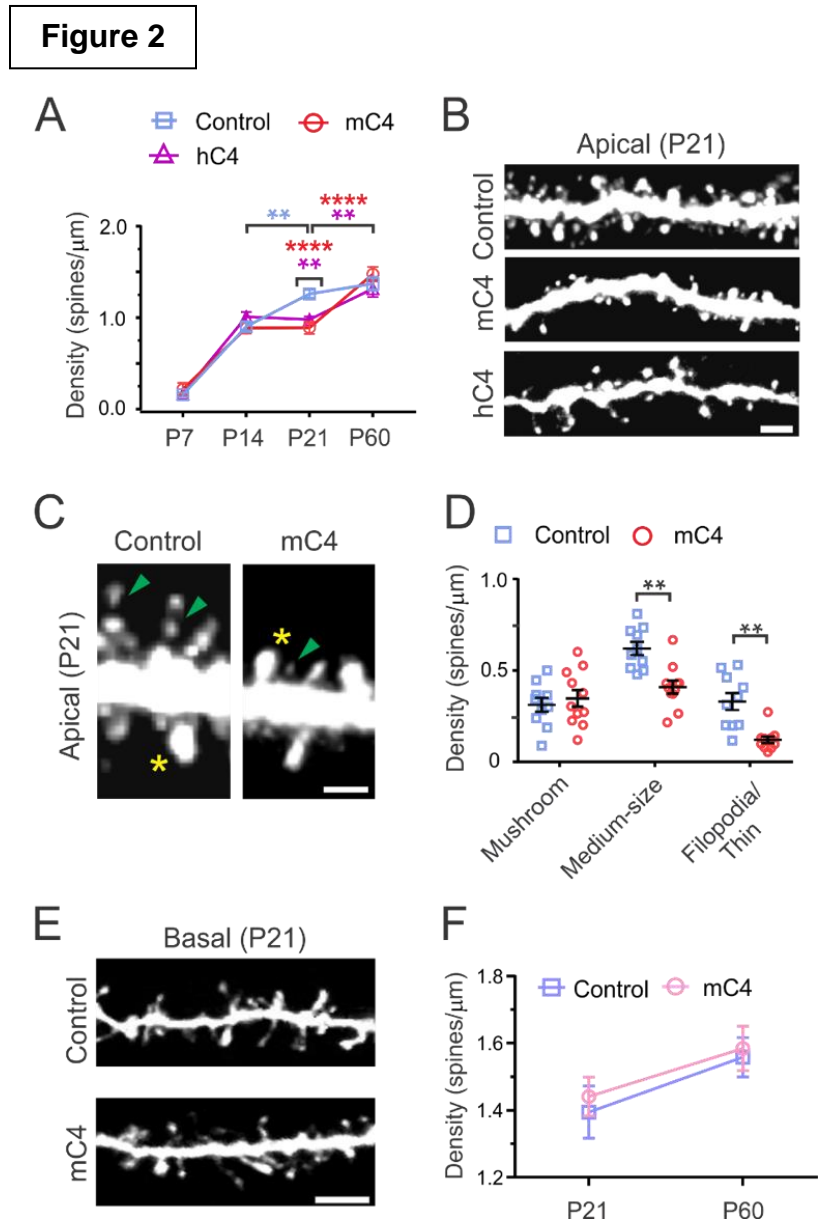 Figure 2
A
Control
mC4
hC4
****
**
**
****
**
Density (spines/μm)
2.0
1.0
0.0
P7
P14
P21
P60
B
Apical (P21)
Control
mC4
hC4
C
Control
mC4
Apical (P21)
*
*
D
Control
mC4
Density (spines/μm)
1.0
0.5
0
**
**
Mushroom
Medium-size
Filopodia/
Thin
E
Basal (P21)
Control
mC4
F
Control
mC4
Density (spines/μm)
1.8
1.6
1.4
1.2
P21
P60